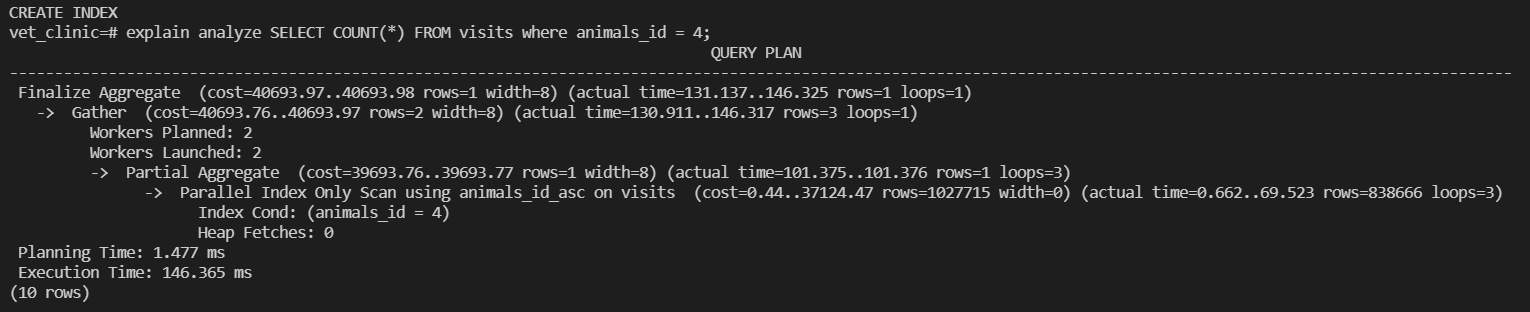 CREATE INDEX
vet_clinic=# explain analyze SELECT COUNT(*) FROM visits where animals_id = 4;
QUERY PLAN
-----------------------------------------------------------------------------------------------------------------------------------------------------------------------
Finalize Aggregate  (cost=40693.97..40693.98 rows=1 width=8) (actual time=131.137..146.325 rows=1 loops=1)
  ->  Gather  (cost=40693.76..40693.97 rows=2 width=8) (actual time=130.911..146.317 rows=3 loops=1)
        Workers Planned: 2
        Workers Launched: 2
        ->  Partial Aggregate  (cost=39693.76..39693.77 rows=1 width=8) (actual time=101.375..101.376 rows=1 loops=3)
              ->  Parallel Index Only Scan using animals_id_asc on visits  (cost=0.44..37124.47 rows=1027715 width=0) (actual time=0.662..69.523 rows=838666 loops=3)
                    Index Cond: (animals_id = 4)
                    Heap Fetches: 0
Planning Time: 1.477 ms
Execution Time: 146.365 ms
(10 rows)